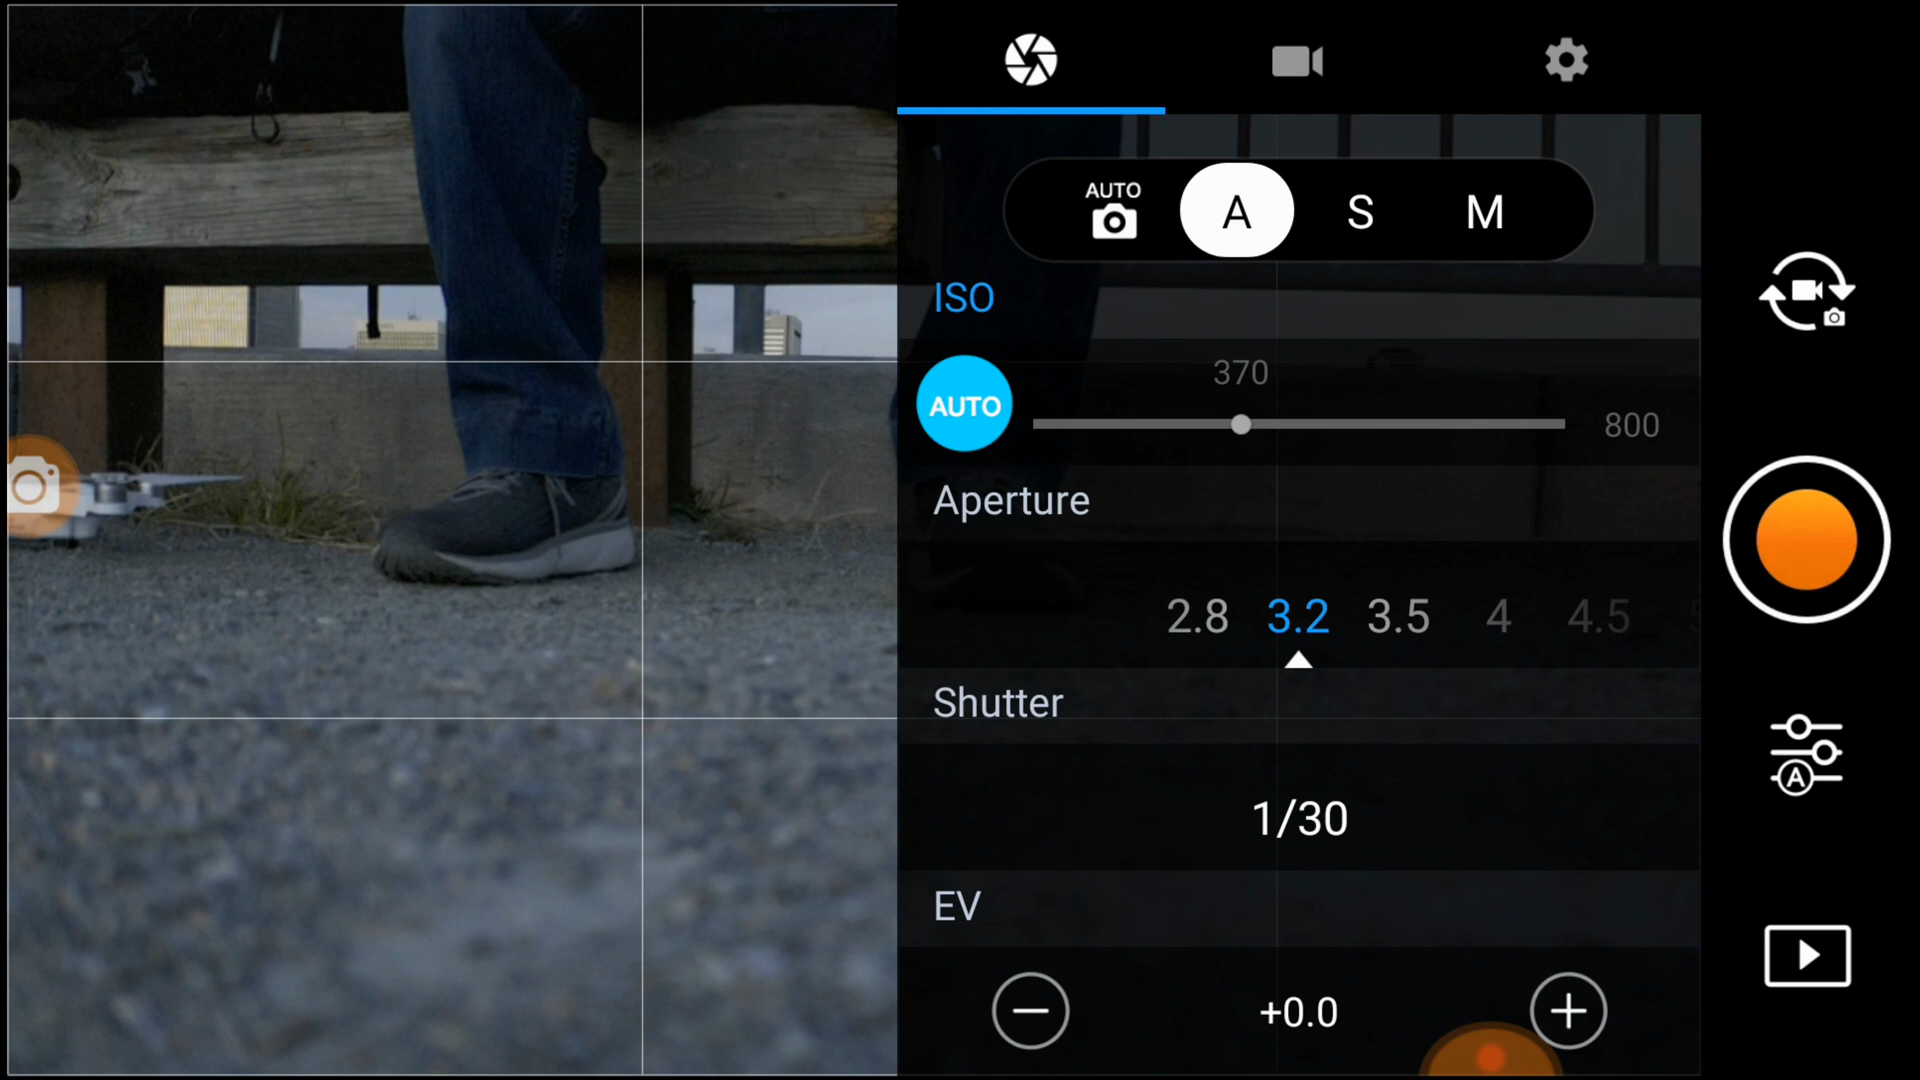 AUTO
A S M
ISO
370
AUTO
800
Aperture
2.8 3.2 3.5 4 4.5
Shutter
1/30
EV
+0.0
A